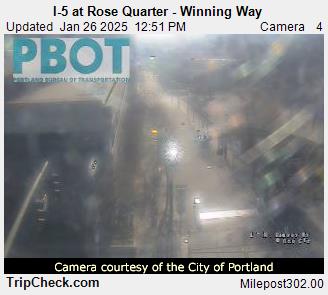 I-5 at Rose Quarter - Winning Way
Updated Jan 26 2025 12:51 PM Camera 4
PBOT
PORTLAND BUREAU OF TRANSPORTATION
Camera courtesy of the City of Portland
TripCheck.com Milepost302.00